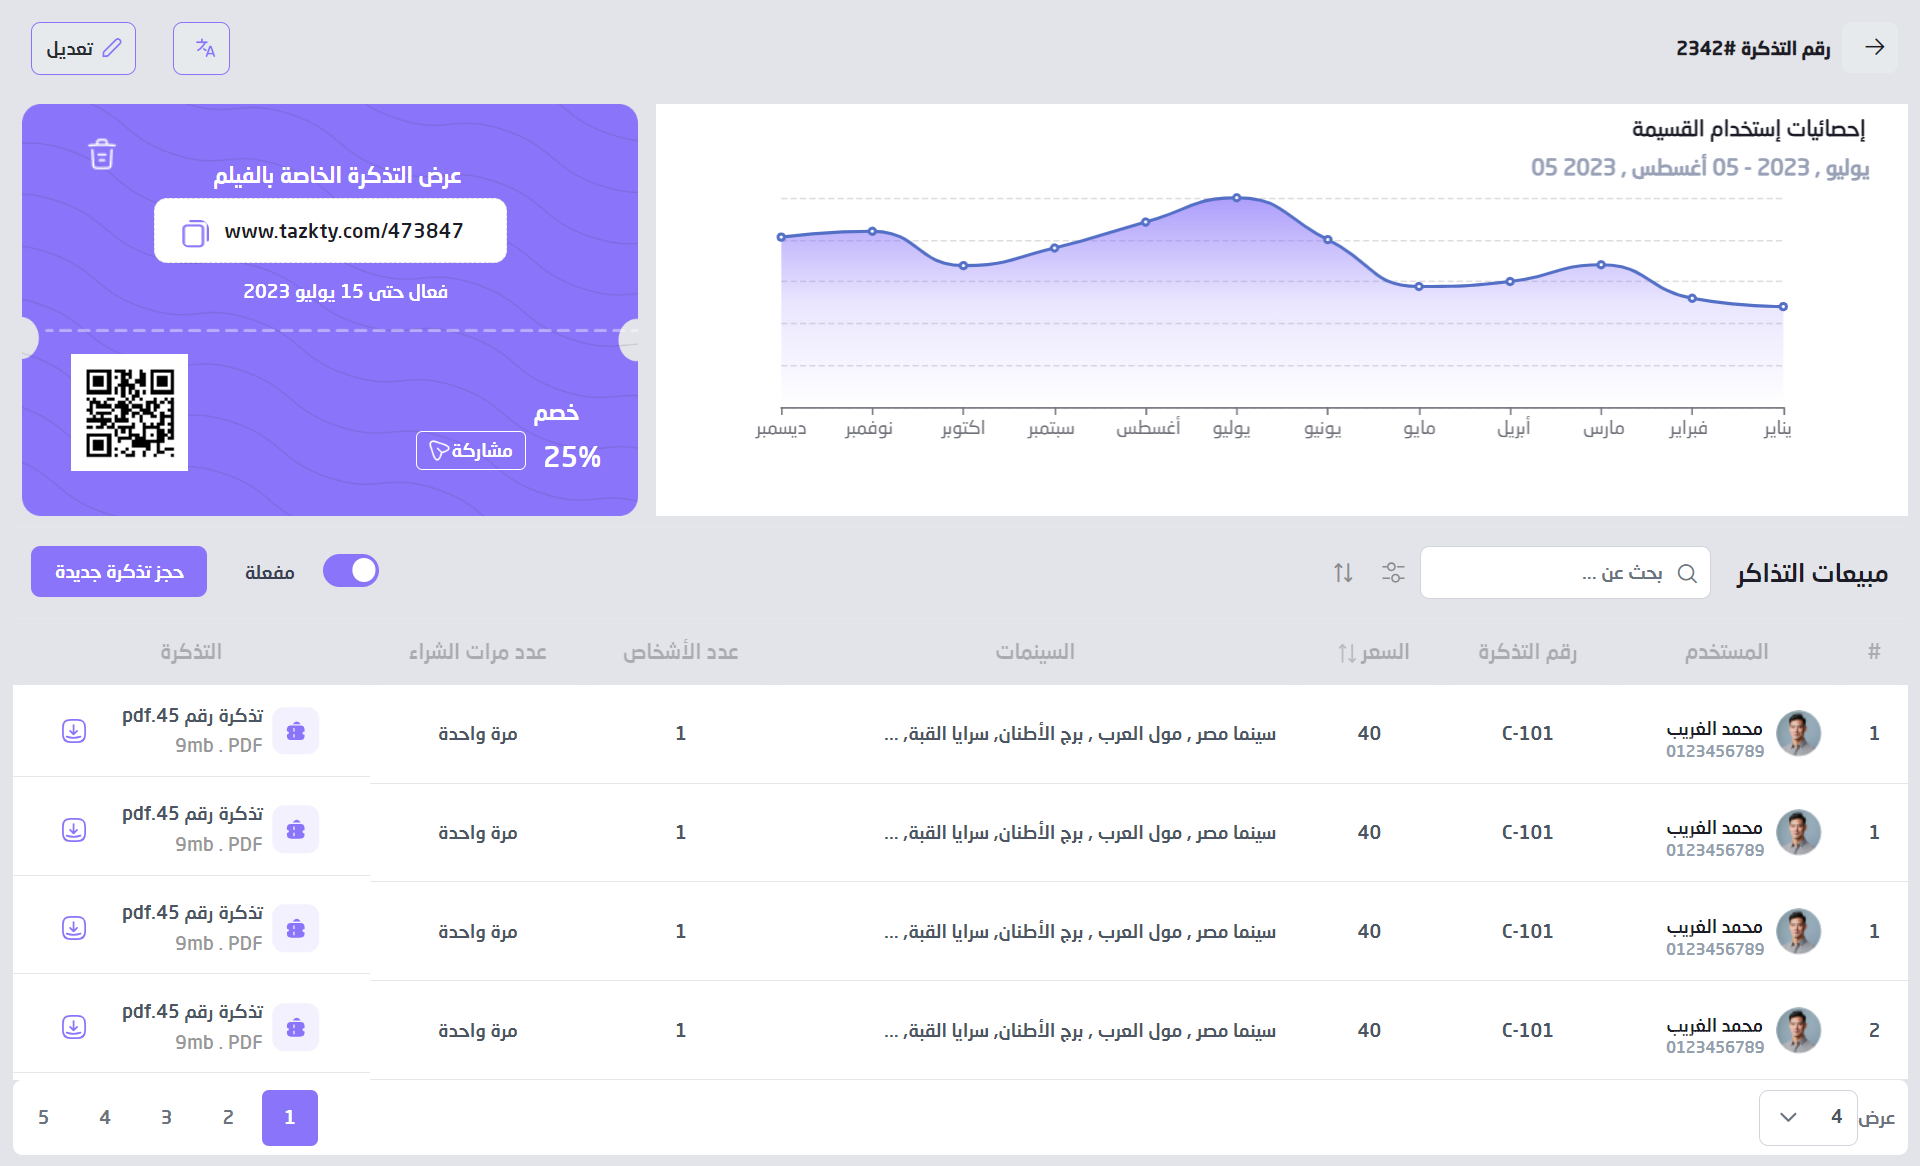 رقم التذكرة #2342
تعديل
إحصائيات إستخدام القسيمة
05 يوليو , 2023 - 05 أغسطس , 2023
ديسمبر نوفمبر اكتوبر سبتمبر أغسطس يوليو يونيو مايو أبريل مارس فبراير يناير
عرض التذكرة الخاصة بالفيلم
www.tazkty.com/473847
فعال حتى 15 يوليو 2023
خصم
25%
مشاركة
مبيعات التذاكر
بحث عن ...
مفعلة
حجز تذكرة جديدة
# المستخدم رقم التذكرة السعر السينمات عدد الأشخاص عدد مرات الشراء التذكرة
1 محمد الغريب C-101 40 سينما مصر , مول العرب , برج الأطنان, سرايا القبة, ... 1 مرة واحدة تذكرة رقم 45.pdf
0123456789 9mb . PDF
1 محمد الغريب C-101 40 سينما مصر , مول العرب , برج الأطنان, سرايا القبة, ... 1 مرة واحدة تذكرة رقم 45.pdf
0123456789 9mb . PDF
1 محمد الغريب C-101 40 سينما مصر , مول العرب , برج الأطنان, سرايا القبة, ... 1 مرة واحدة تذكرة رقم 45.pdf
0123456789 9mb . PDF
2 محمد الغريب C-101 40 سينما مصر , مول العرب , برج الأطنان, سرايا القبة, ... 1 مرة واحدة تذكرة رقم 45.pdf
0123456789 9mb . PDF
عرض 4
1 2 3 4 5